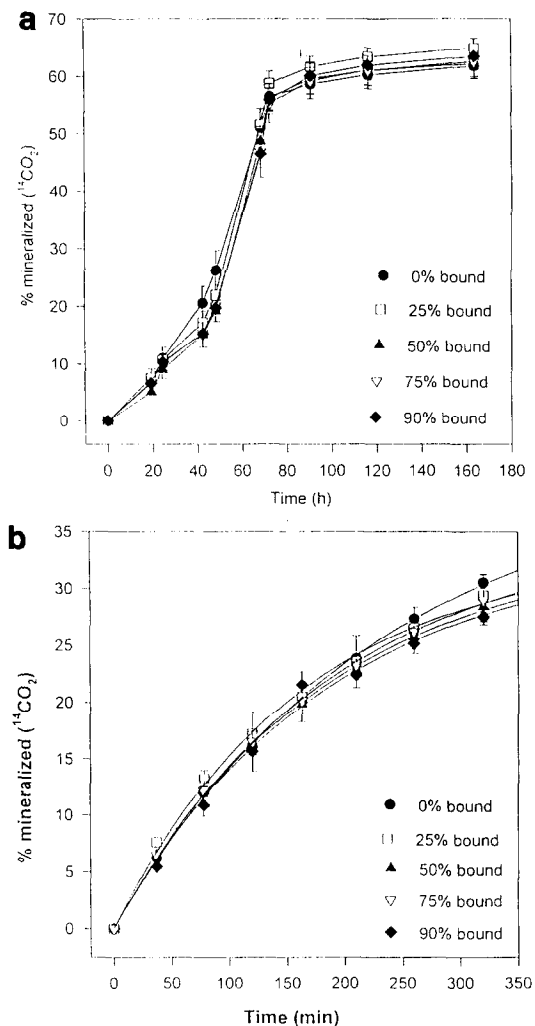 a
70
60
50
40
30
20
10
0
% mineralized (¹⁴CO₂)
0% bound
25% bound
50% bound
75% bound
90% bound
0 20 40 60 80 100 120 140 160 180
Time (h)
b
35
30
25
20
15
10
5
0
% mineralized (¹⁴CO₂)
0% bound
25% bound
50% bound
75% bound
90% bound
0 50 100 150 200 250 300 350
Time (min)